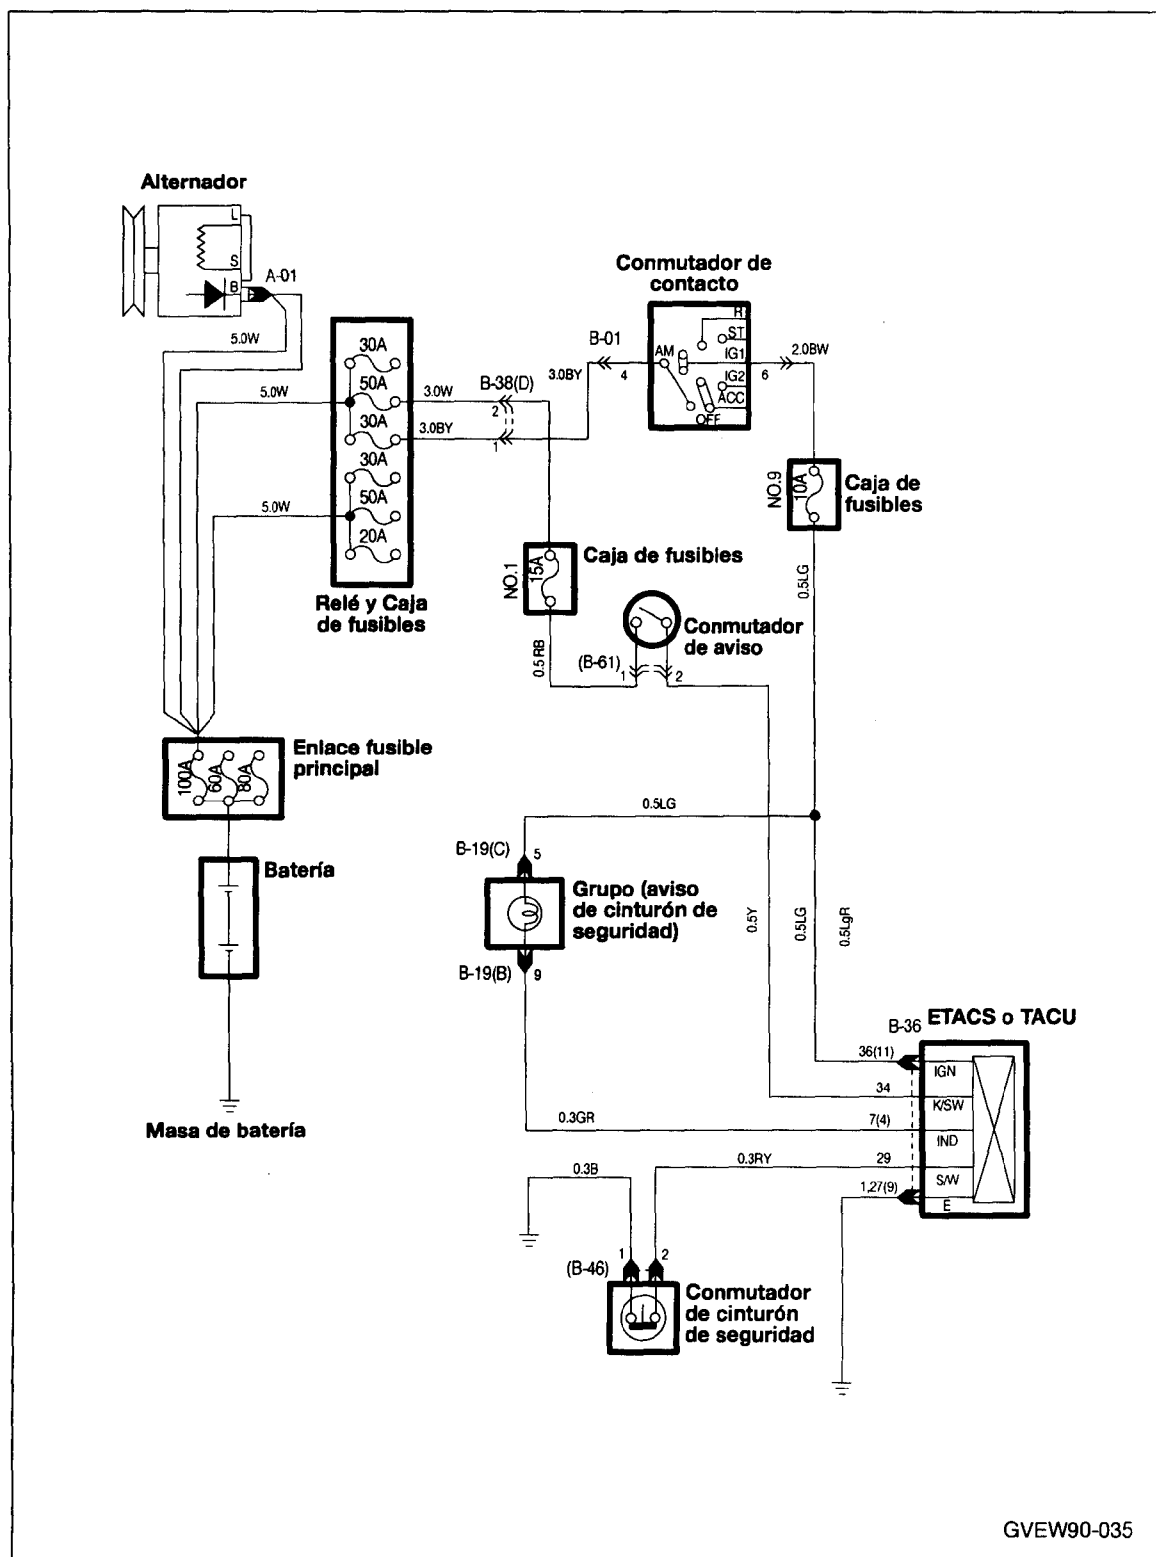 Alternador
L
S
B
A-01
5.0W
5.0W
5.0W
5.0W
30A
50A
30A
30A
50A
20A
Relé y Caja
de fusibles
3.0W
3.0BY
B-38(D)
2
1
3.0BY
B-01
4
Conmutador de
contacto
AM
R
ST
IG1
IG2
ACC
OFF
6
2.0BW
NO.9
10A
Caja de
fusibles
0.5LG
NO.1
15A
Caja de fusibles
0.5 RB
Conmutador
de aviso
(B-61)
1
2
Enlace fusible
principal
100A
60A
80A
Batería
Masa de batería
0.5LG
B-19(C)
5
Grupo (aviso
de cinturón de
seguridad)
B-19(B)
9
0.5Y
0.5LG
0.5LgR
B-36
ETACS o TACU
36(11)
IGN
34
K/SW
0.3GR
7(4)
IND
0.3RY
29
S/W
1,27(9)
E
0.3B
(B-46)
1
2
Conmutador
de cinturón
de seguridad
GVEW90-035